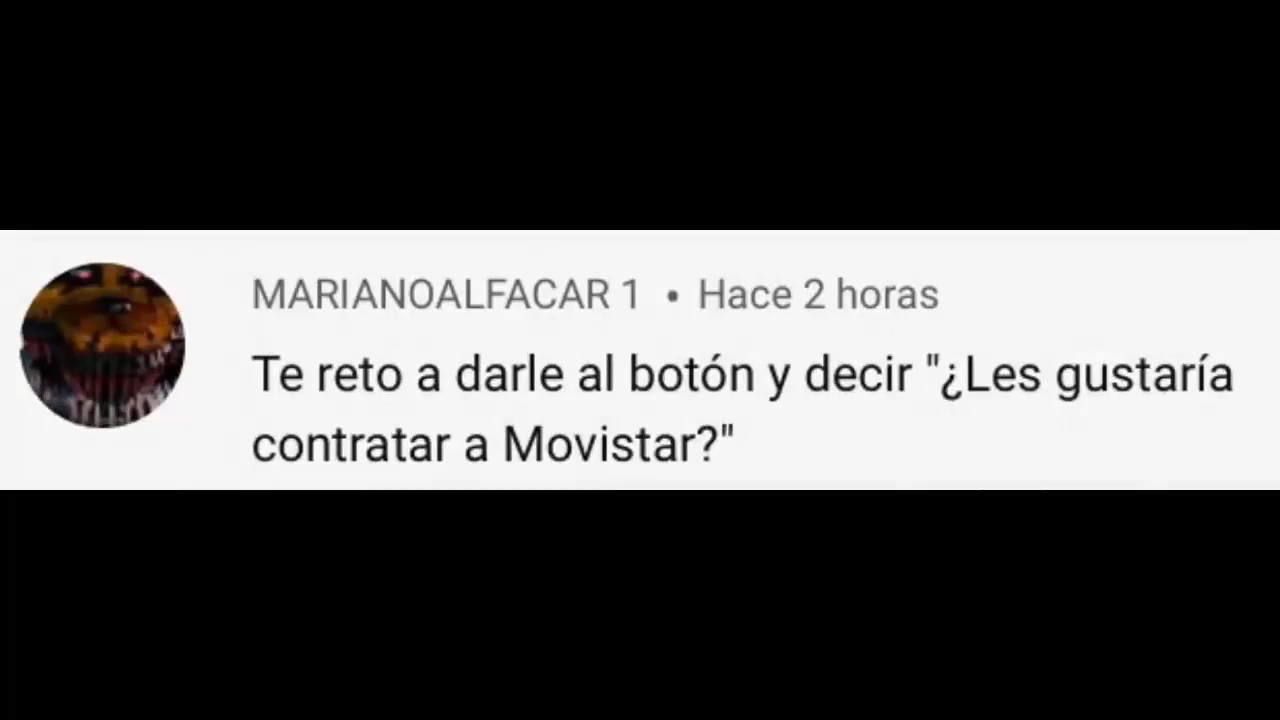 MARIANOALFACAR 1 • Hace 2 horas
Te reto a darle al botón y decir "¿Les gustaría
contratar a Movistar?"